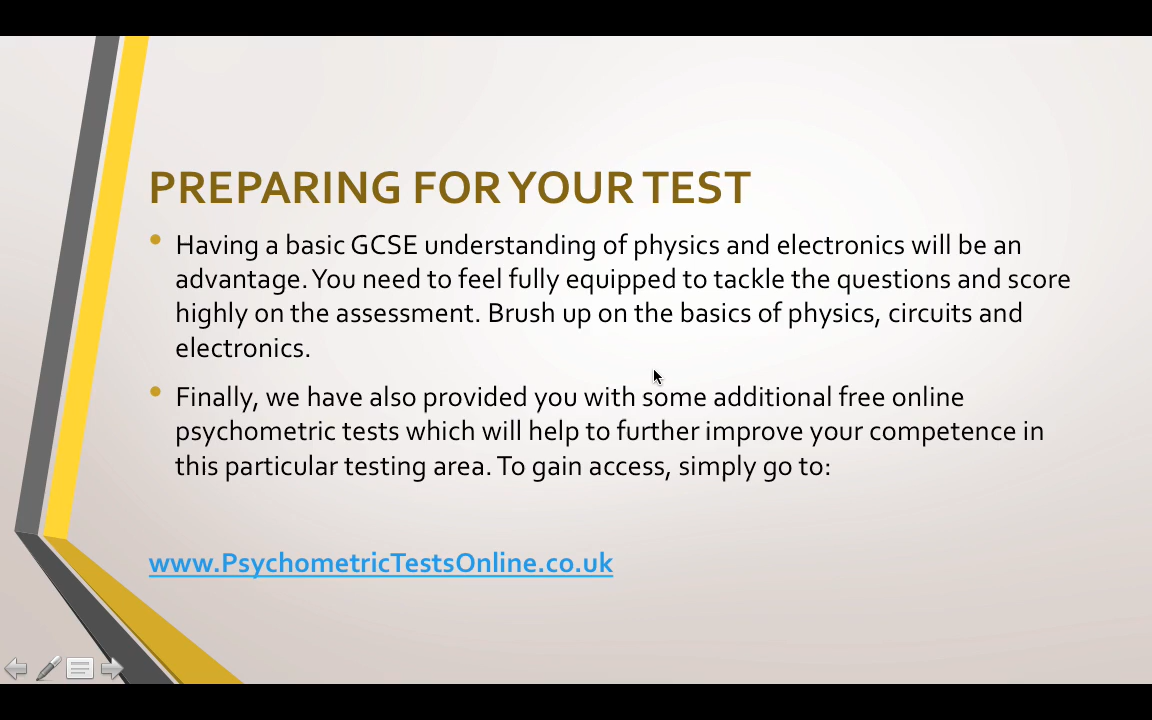 PREPARING FOR YOUR TEST
• Having a basic GCSE understanding of physics and electronics will be an
advantage. You need to feel fully equipped to tackle the questions and score
highly on the assessment. Brush up on the basics of physics, circuits and
electronics.
• Finally, we have also provided you with some additional free online
psychometric tests which will help to further improve your competence in
this particular testing area. To gain access, simply go to:
www.PsychometricTestsOnline.co.uk